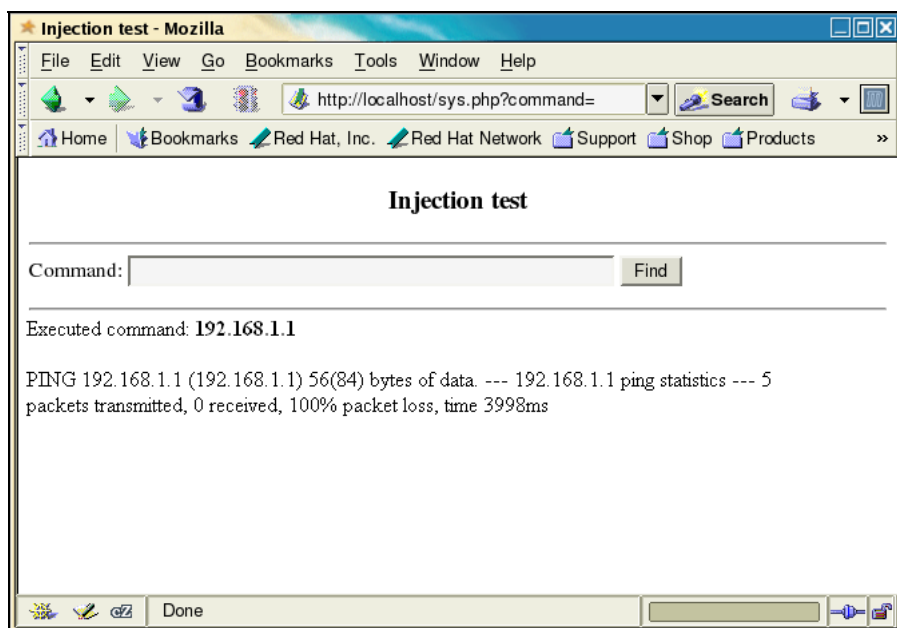 Injection test - Mozilla
File Edit View Go Bookmarks Tools Window Help
http://localhost/sys.php?command= Search
Home Bookmarks Red Hat, Inc. Red Hat Network Support Shop Products »
Injection test
Command: Find
Executed command: 192.168.1.1
PING 192.168.1.1 (192.168.1.1) 56(84) bytes of data. --- 192.168.1.1 ping statistics --- 5
packets transmitted, 0 received, 100% packet loss, time 3998ms
Done